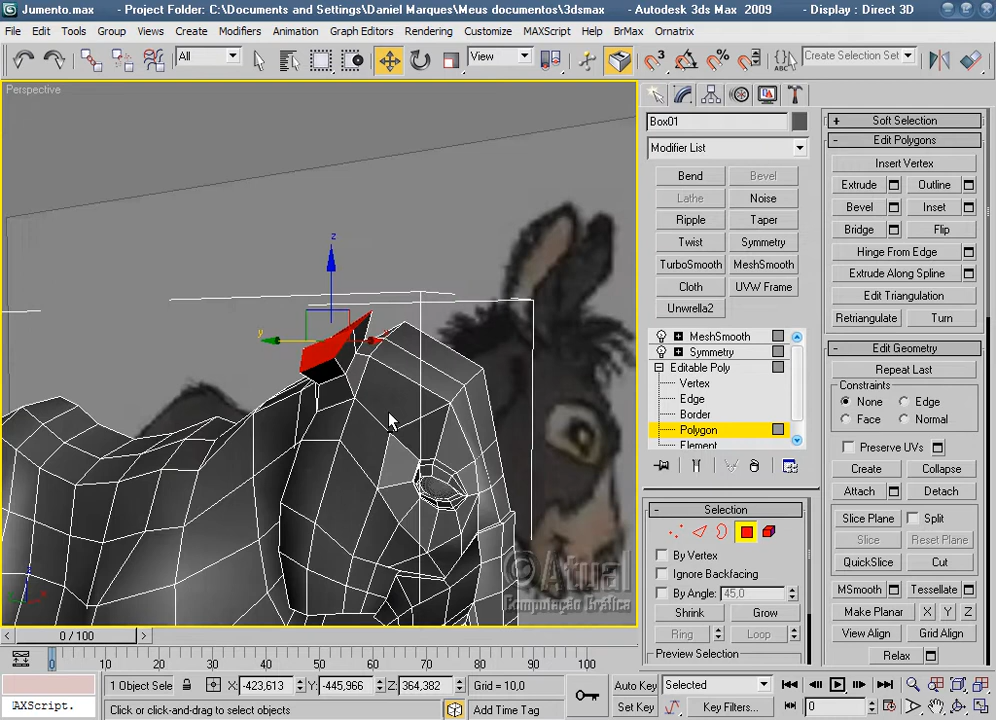 Jumento.max - Project Folder: C:\Documents and Settings\Daniel Marques\Meus documentos\3dsmax - Autodesk 3ds Max 2009 - Display : Direct 3D
File Edit Tools Group Views Create Modifiers Animation Graph Editors Rendering Customize MAXScript Help BrMax Ornatrix
All View Create Selection Set
Perspective
z
y
Box01
Modifier List
Bend Bevel
Lathe Noise
Ripple Taper
Twist Symmetry
TurboSmooth MeshSmooth
Cloth UVW Frame
Unwrella2
MeshSmooth
Symmetry
Editable Poly
Vertex
Edge
Border
Polygon
Element
Selection
By Vertex
Ignore Backfacing
By Angle: 45,0
Shrink Grow
Ring Loop
Preview Selection
Soft Selection
Edit Polygons
Insert Vertex
Extrude Outline
Bevel Inset
Bridge Flip
Hinge From Edge
Extrude Along Spline
Edit Triangulation
Retriangulate Turn
Edit Geometry
Repeat Last
Constraints
None Edge
Face Normal
Preserve UVs
Create Collapse
Attach Detach
Slice Plane Split
Slice Reset Plane
QuickSlice Cut
MSmooth Tessellate
Make Planar X Y Z
View Align Grid Align
Relax
©Atual
Computação Gráfica
0 / 100
0 10 20 30 40 50 60 70 80 90 100
1 Object Sele X: -423,613 Y: -445,966 Z: 364,382 Grid = 10,0 Auto Key Selected
AXScript. Click or click-and-drag to select objects Add Time Tag Set Key Key Filters... 0